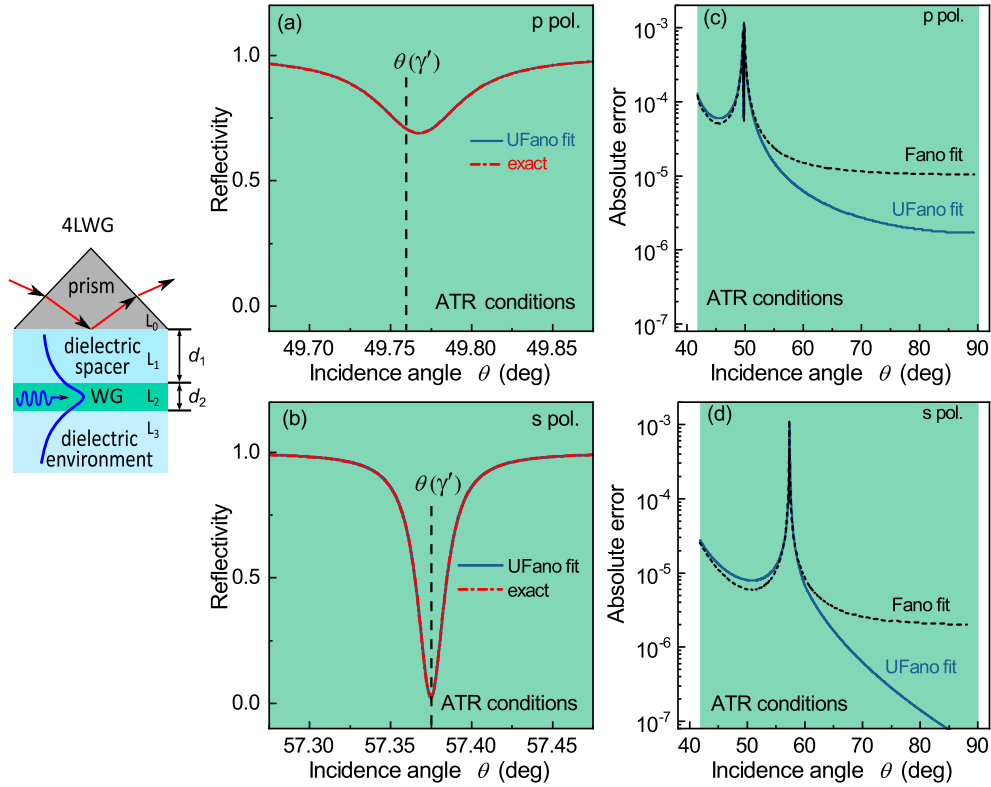 4LWG
prism
L₀
dielectric
spacer
L₁
d₁
WG
L₂
d₂
L₃
dielectric
environment
(a)
p pol.
θ(γ′)
UFano fit
exact
ATR conditions
Reflectivity
1.0
0.5
0.0
49.70
49.75
49.80
49.85
Incidence angle θ (deg)
(b)
s pol.
θ(γ′)
UFano fit
exact
ATR conditions
Reflectivity
1.0
0.5
0.0
57.30
57.35
57.40
57.45
Incidence angle θ (deg)
(c)
p pol.
Fano fit
UFano fit
ATR conditions
Absolute error
10⁻³
10⁻⁴
10⁻⁵
10⁻⁶
10⁻⁷
40
50
60
70
80
90
Incidence angle θ (deg)
(d)
s pol.
Fano fit
UFano fit
ATR conditions
Absolute error
10⁻³
10⁻⁴
10⁻⁵
10⁻⁶
10⁻⁷
40
50
60
70
80
90
Incidence angle θ (deg)